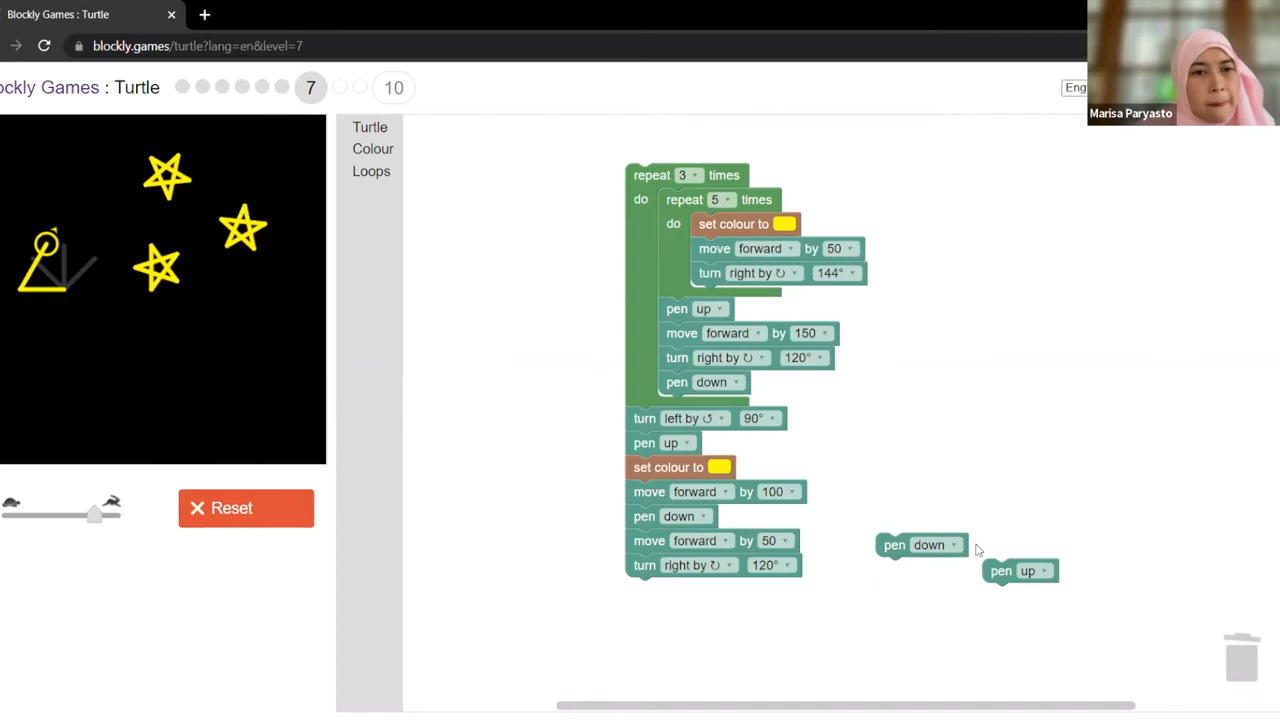 Blockly Games : Turtle
blockly.games/turtle?lang=en&level=7
ockly Games : Turtle
7
10
Eng
Marisa Paryasto
Turtle
Colour
Loops
repeat 3 times
do repeat 5 times
do set colour to
move forward by 50
turn right by ↻ 144°
pen up
move forward by 150
turn right by ↻ 120°
pen down
turn left by ↺ 90°
pen up
set colour to
move forward by 100
pen down
move forward by 50
turn right by ↻ 120°
pen down
pen up
Reset